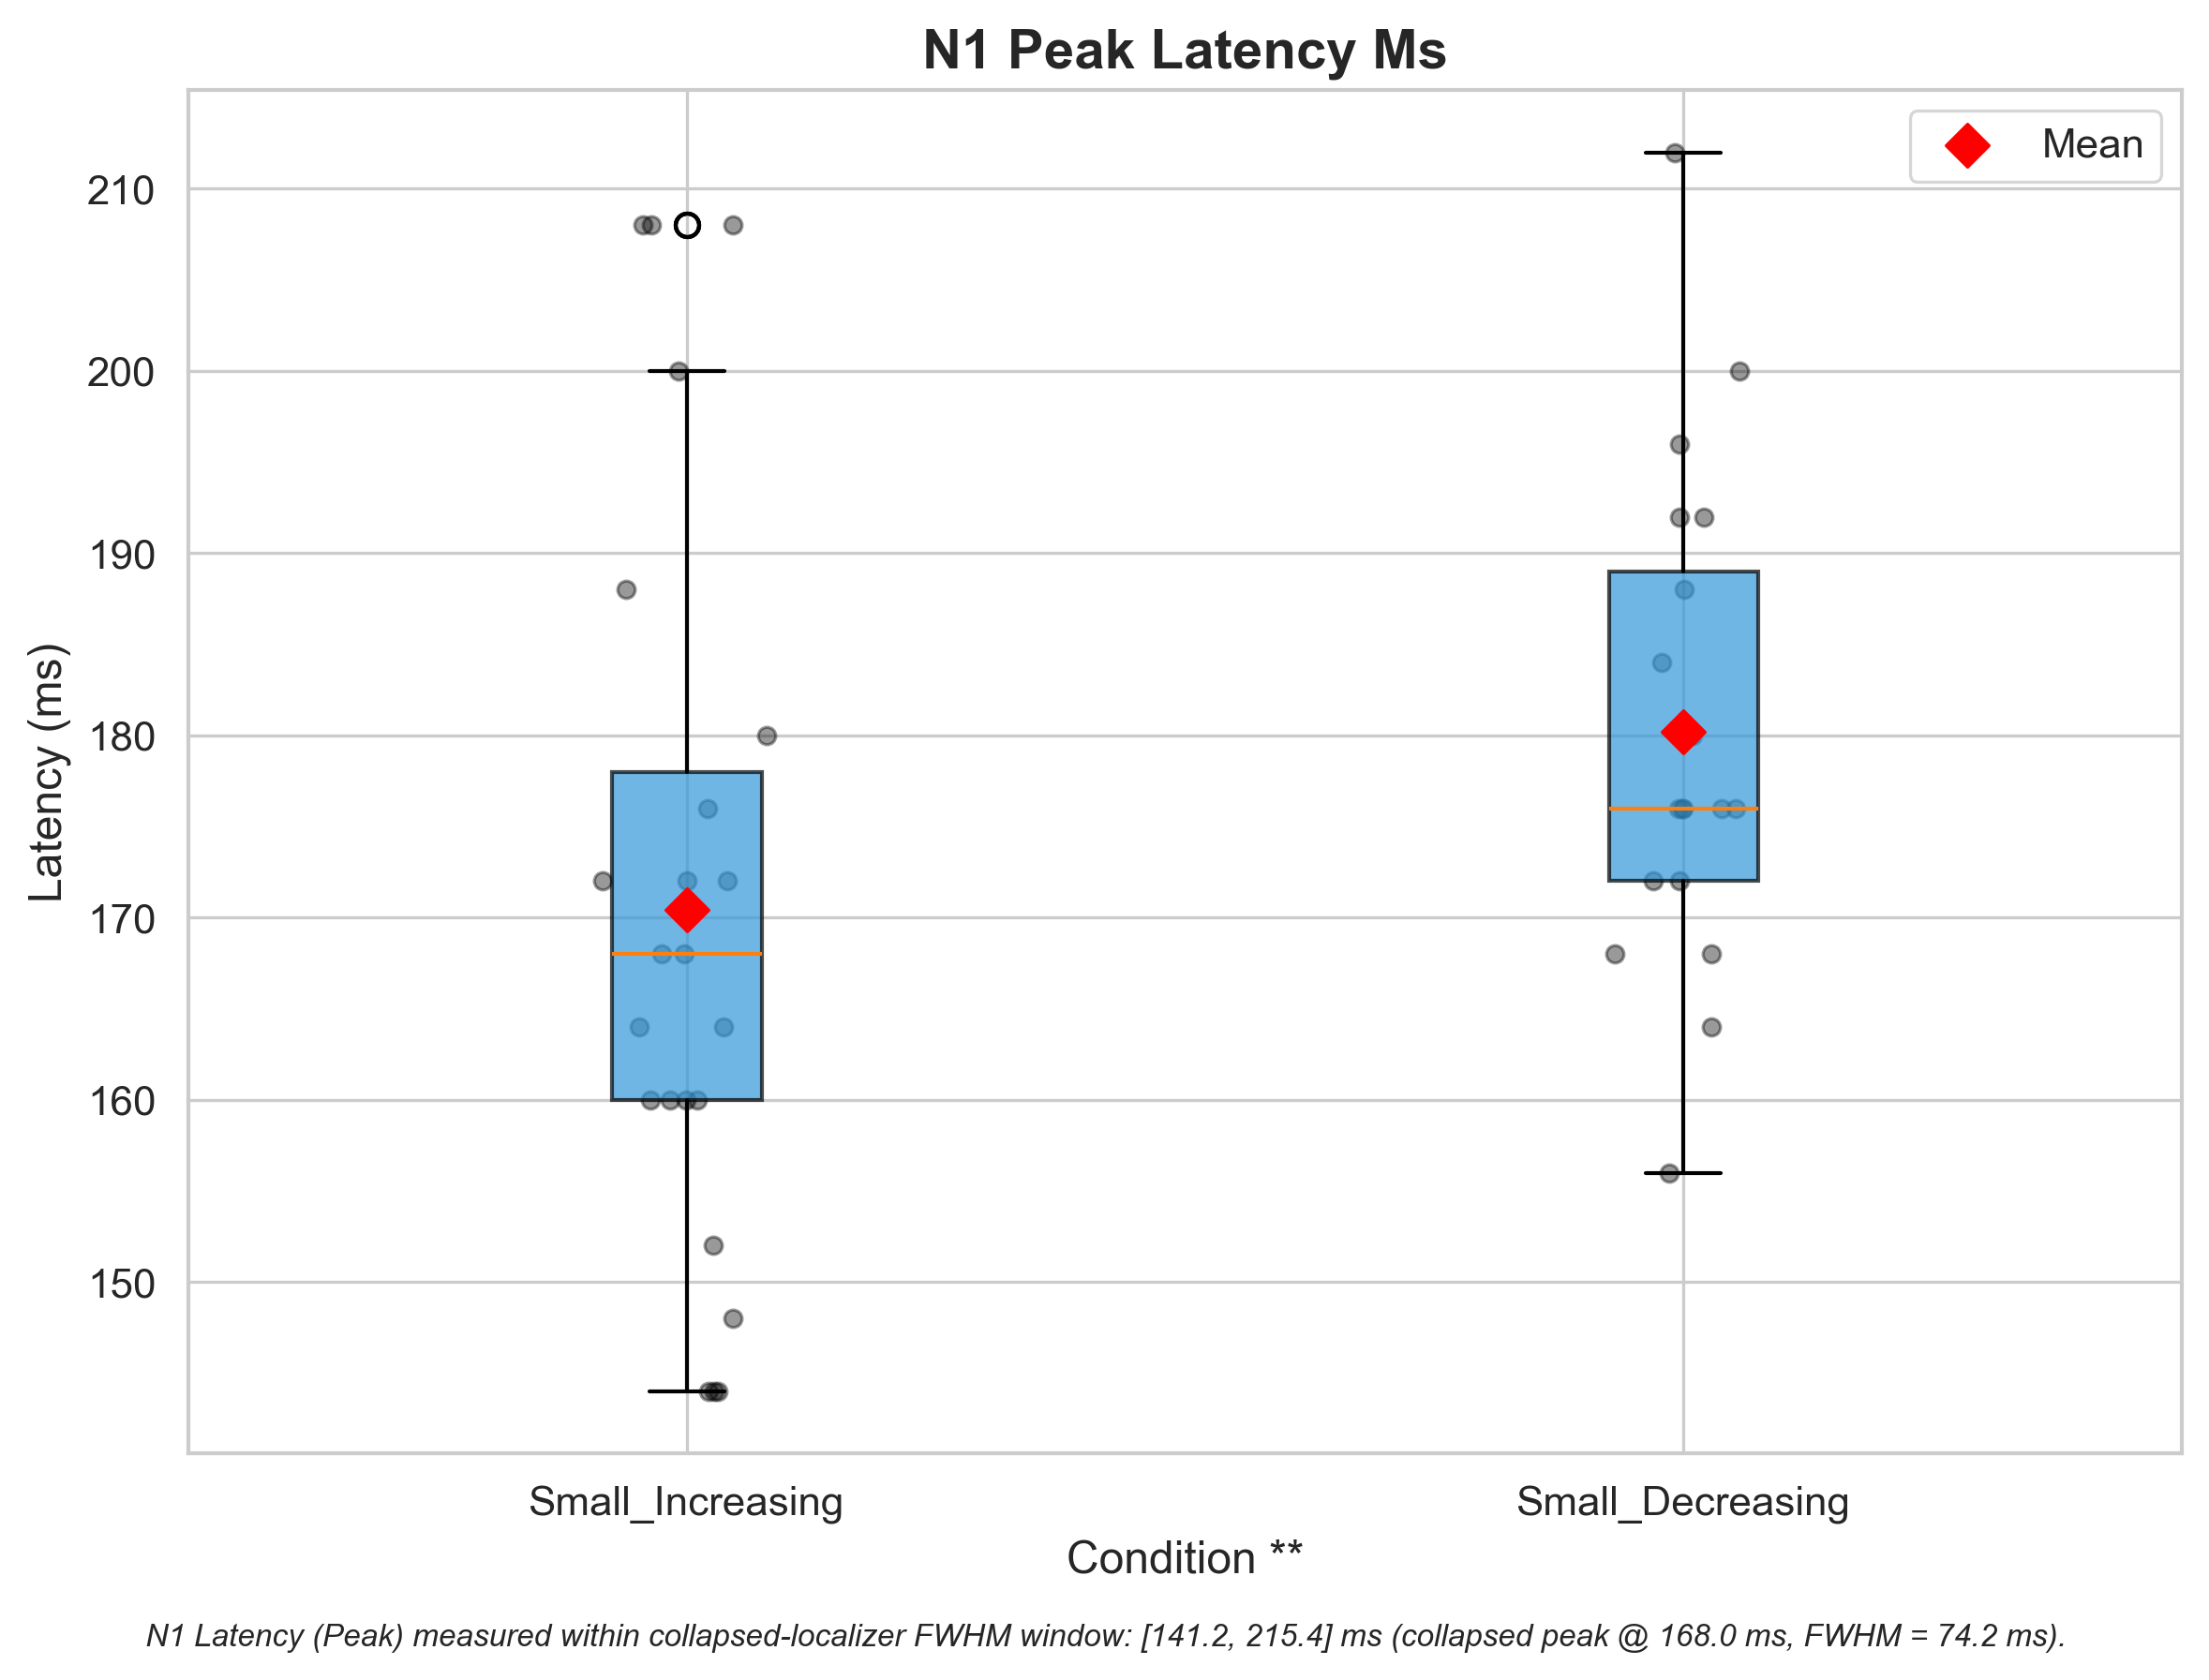 N1 Peak Latency Ms
Mean
210
200
190
180
170
160
150
Latency (ms)
Small_Increasing
Small_Decreasing
Condition **
N1 Latency (Peak) measured within collapsed-localizer FWHM window: [141.2, 215.4] ms (collapsed peak @ 168.0 ms, FWHM = 74.2 ms).